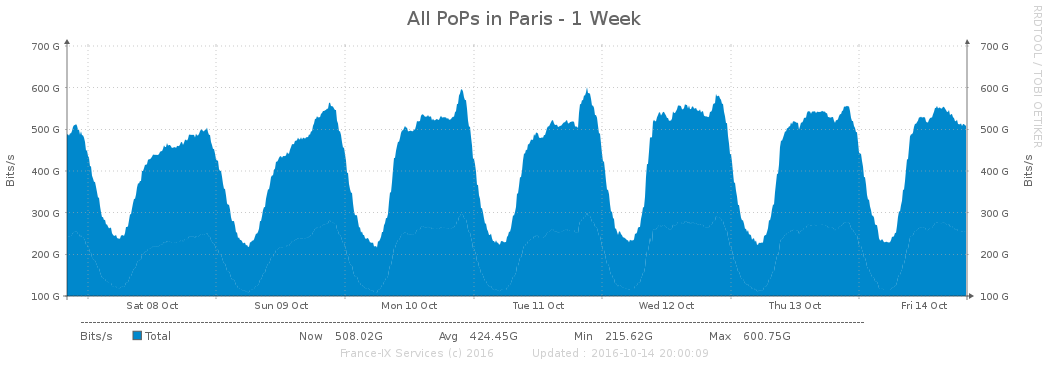 All PoPs in Paris - 1 Week
RRDTOOL / TOBI OETIKER
700 G 700 G
600 G 600 G
500 G 500 G
400 G 400 G
300 G 300 G
200 G 200 G
100 G 100 G
Bits/s
Bits/s
Sat 08 Oct Sun 09 Oct Mon 10 Oct Tue 11 Oct Wed 12 Oct Thu 13 Oct Fri 14 Oct
Bits/s Total Now 508.02G Avg 424.45G Min 215.62G Max 600.75G
France-IX Services (c) 2016 Updated : 2016-10-14 20:00:09